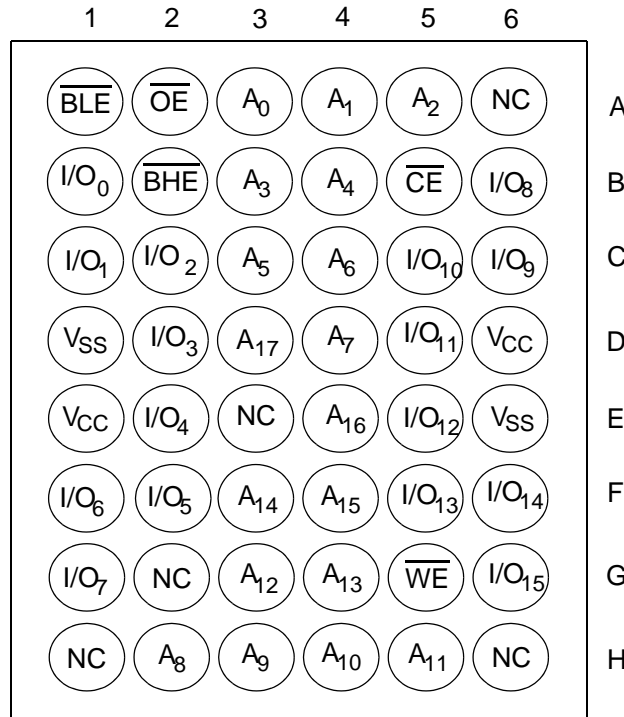 1 2 3 4 5 6
BLE OE A0 A1 A2 NC A
I/O0 BHE A3 A4 CE I/O8 B
I/O1 I/O2 A5 A6 I/O10 I/O9 C
VSS I/O3 A17 A7 I/O11 VCC D
VCC I/O4 NC A16 I/O12 VSS E
I/O6 I/O5 A14 A15 I/O13 I/O14 F
I/O7 NC A12 A13 WE I/O15 G
NC A8 A9 A10 A11 NC H